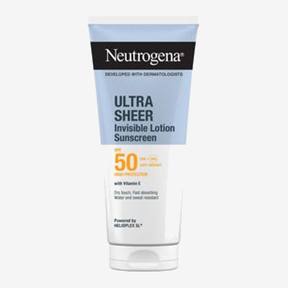 Neutrogena®
DEVELOPED WITH DERMATOLOGISTS
ULTRA
SHEER
Invisible Lotion
Sunscreen
SPF
50
HIGH PROTECTION
with Vitamin E
Dry touch, Fast absorbing
Water and sweat resistant
Powered by
HELIOPLEX SL™